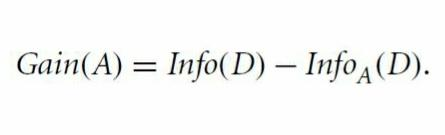 Gain(A) = Info(D) − Info_A(D).